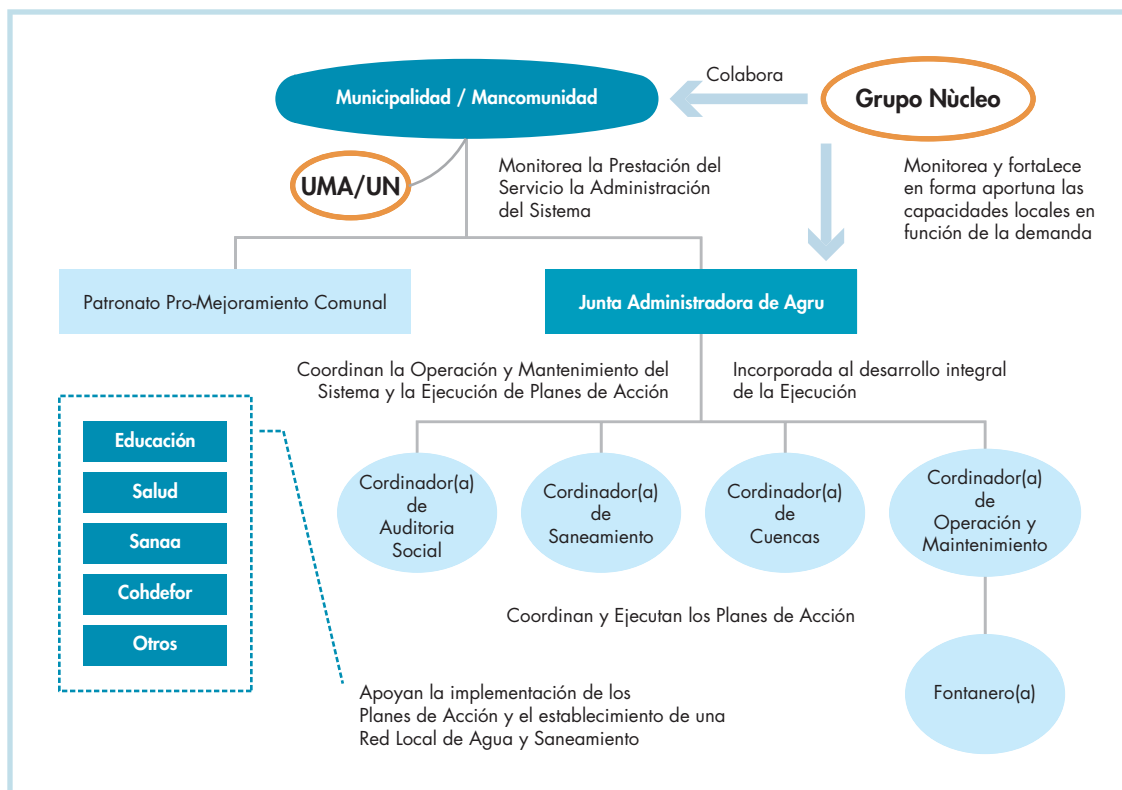 Colabora
Municipalidad / Mancomunidad
Grupo Nùcleo
UMA/UN
Monitorea la Prestación del
Servicio la Administración
del Sistema
Monitorea y fortaLece
en forma aportuna las
capacidades locales en
función de la demanda
Patronato Pro-Mejoramiento Comunal
Junta Administradora de Agru
Coordinan la Operación y Mantenimiento del
Sistema y la Ejecución de Planes de Acción
Incorporada al desarrollo integral
de la Ejecución
Educación
Salud
Sanaa
Cohdefor
Otros
Cordinador(a)
de
Auditoria
Social
Cordinador(a)
de
Saneamiento
Cordinador(a)
de
Cuencas
Cordinador(a)
de
Operación y
Maintenimiento
Coordinan y Ejecutan los Planes de Acción
Fontanero(a)
Apoyan la implementación de los
Planes de Acción y el establecimiento de una
Red Local de Agua y Saneamiento